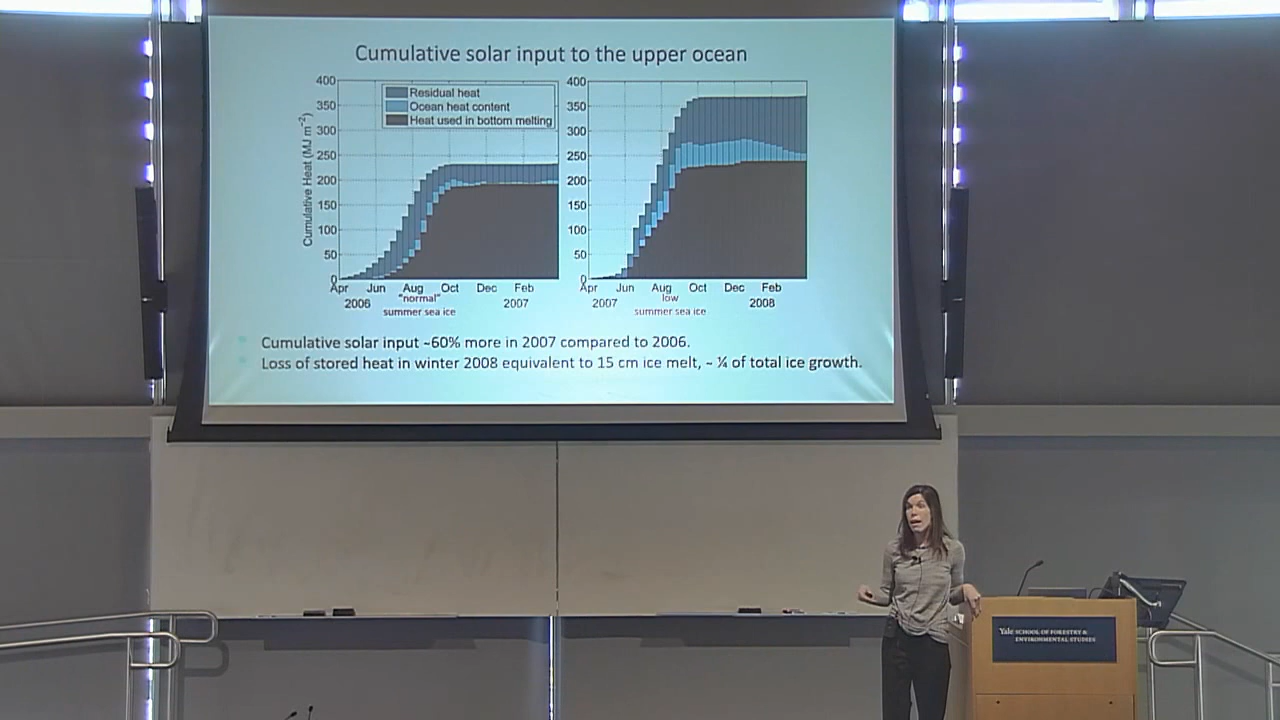 Cumulative solar input to the upper ocean
Cumulative Heat (MJ m⁻²)
400
350
300
250
200
150
100
50
0
Residual heat
Ocean heat content
Heat used in bottom melting
Apr Jun Aug Oct Dec Feb
2006 "normal" 2007
summer sea ice
400
350
300
250
200
150
100
50
0
Apr Jun Aug Oct Dec Feb
2007 low 2008
summer sea ice
Cumulative solar input ~60% more in 2007 compared to 2006.
Loss of stored heat in winter 2008 equivalent to 15 cm ice melt, ~ ¼ of total ice growth.
Yale SCHOOL OF FORESTRY &
ENVIRONMENTAL STUDIES